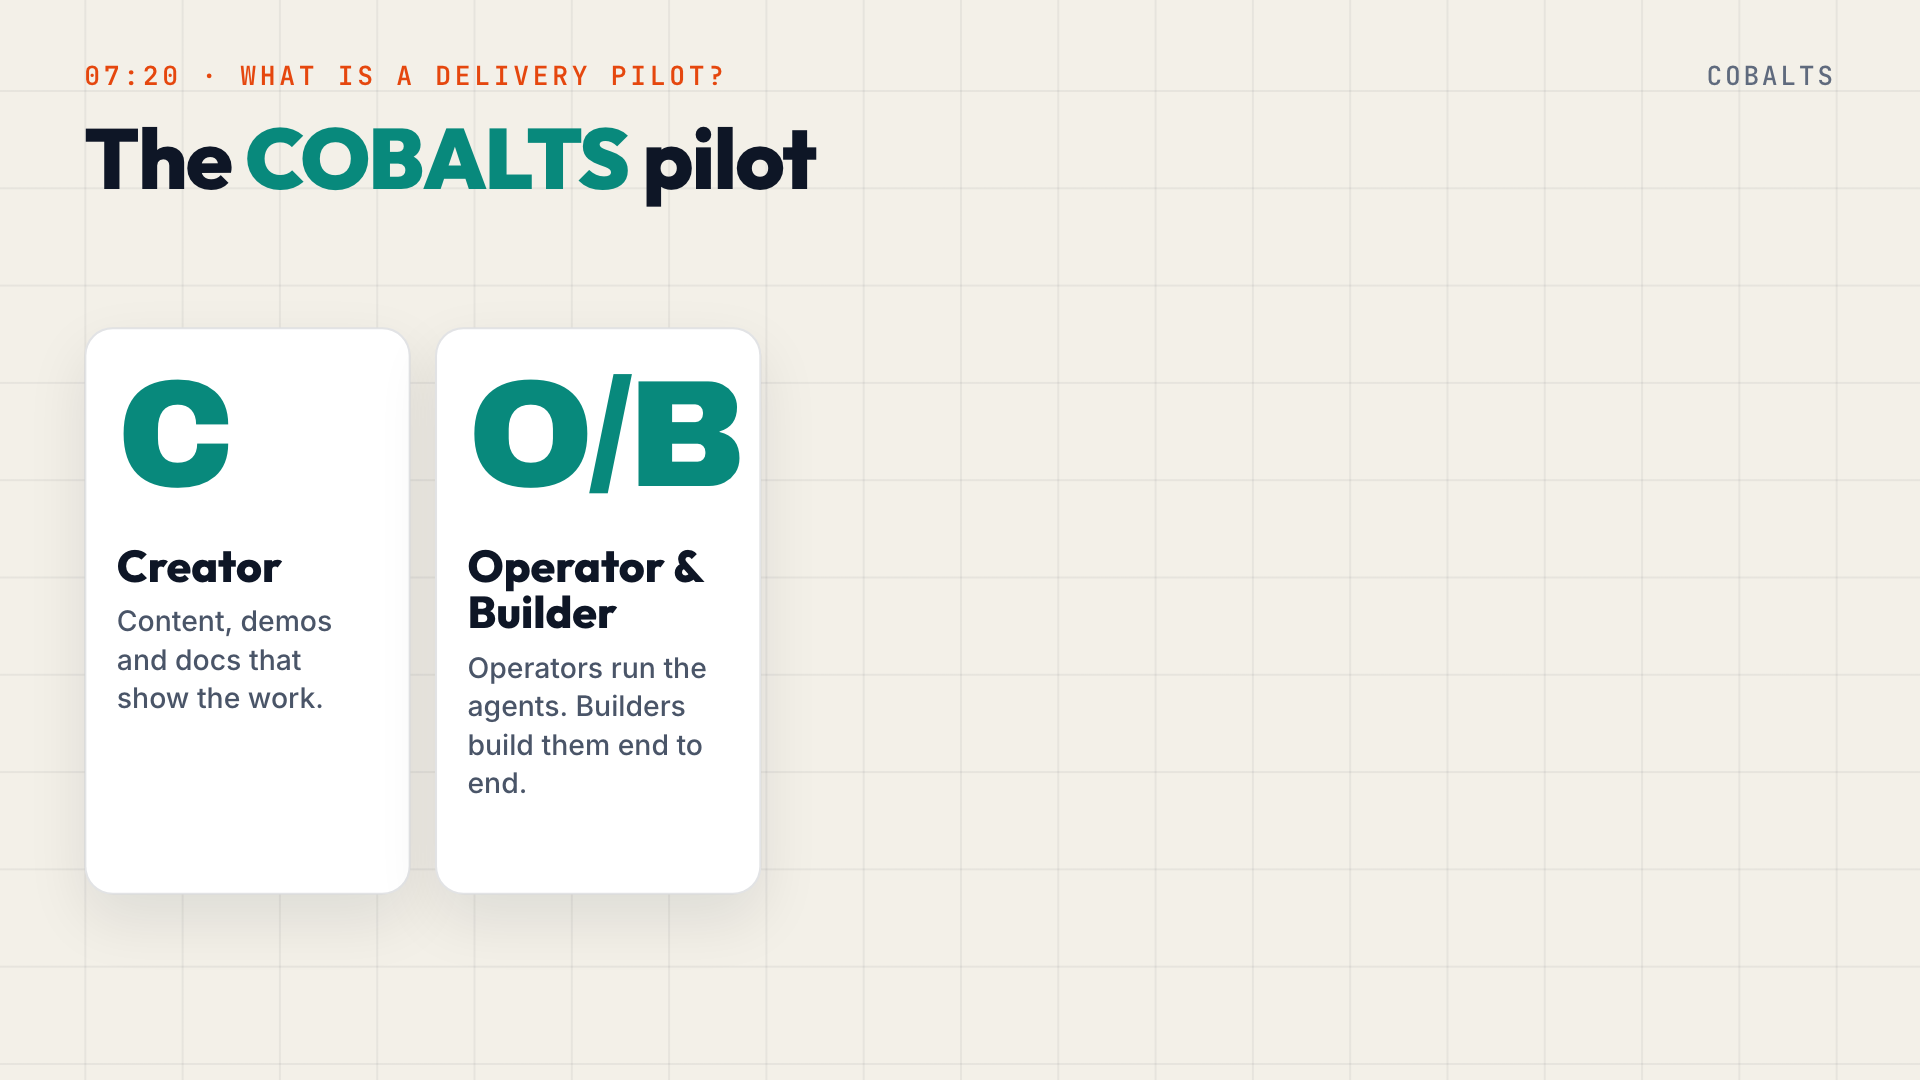 07:20 · WHAT IS A DELIVERY PILOT?
COBALTS
The COBALTS pilot
C
Creator
Content, demos
and docs that
show the work.
O/B
Operator &
Builder
Operators run the
agents. Builders
build them end to
end.